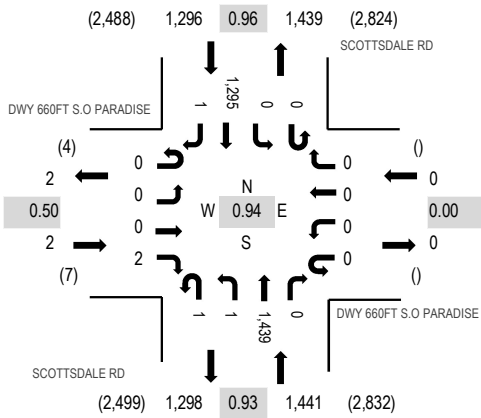 (2,488) 1,296 0.96 1,439 (2,824)
SCOTTSDALE RD
1 1,295 0 0
DWY 660FT S.O PARADISE
(4) ()
0 0
2 0
0 N 0
0.50 W 0.94 E 0.00
0 S 0
2 0
2 0
(7) ()
1 1 1,439 0
DWY 660FT S.O PARADISE
SCOTTSDALE RD
(2,499) 1,298 0.93 1,441 (2,832)